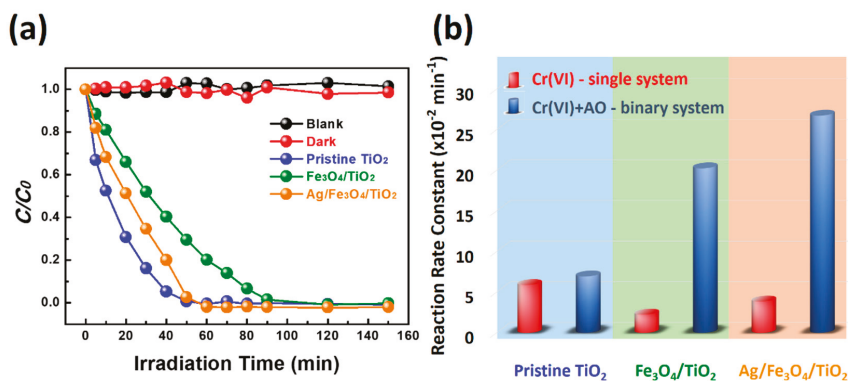 (a)
C/C₀
1.0
0.8
0.6
0.4
0.2
0.0
Blank
Dark
Pristine TiO₂
Fe₃O₄/TiO₂
Ag/Fe₃O₄/TiO₂
0 20 40 60 80 100 120 140 160
Irradiation Time (min)
(b)
Reaction Rate Constant (x10⁻² min⁻¹)
30
25
20
15
10
5
0
Cr(VI) - single system
Cr(VI)+AO - binary system
Pristine TiO₂ Fe₃O₄/TiO₂ Ag/Fe₃O₄/TiO₂